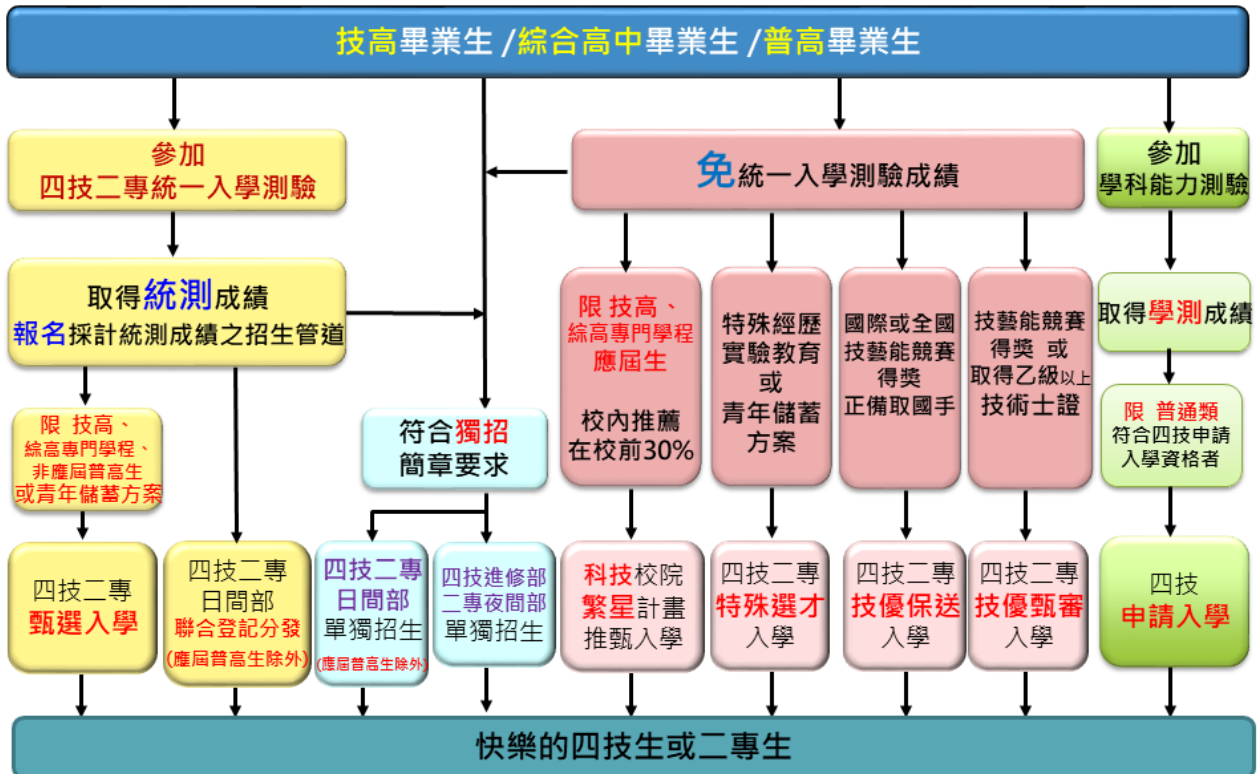 技高畢業生 /綜合高中畢業生 /普高畢業生
參加
四技二專統一入學測驗
免統一入學測驗成績
參加
學科能力測驗
取得統測成績
報名採計統測成績之招生管道
限 技高、
綜高專門學程
應屆生
校內推薦
在校前30%
特殊經歷
實驗教育
或
青年儲蓄
方案
國際或全國
技藝能競賽
得獎
正備取國手
技藝能競賽
得獎 或
取得乙級以上
技術士證
取得學測成績
限 技高、
綜高專門學程、
非應屆普高生
或青年儲蓄方案
符合獨招
簡章要求
限 普通類
符合四技申請
入學資格者
四技二專
甄選入學
四技二專
日間部
聯合登記分發
(應屆普高生除外)
四技二專
日間部
單獨招生
(應屆普高生除外)
四技進修部
二專夜間部
單獨招生
科技校院
繁星計畫
推甄入學
四技二專
特殊選才
入學
四技二專
技優保送
入學
四技二專
技優甄審
入學
四技
申請入學
快樂的四技生或二專生